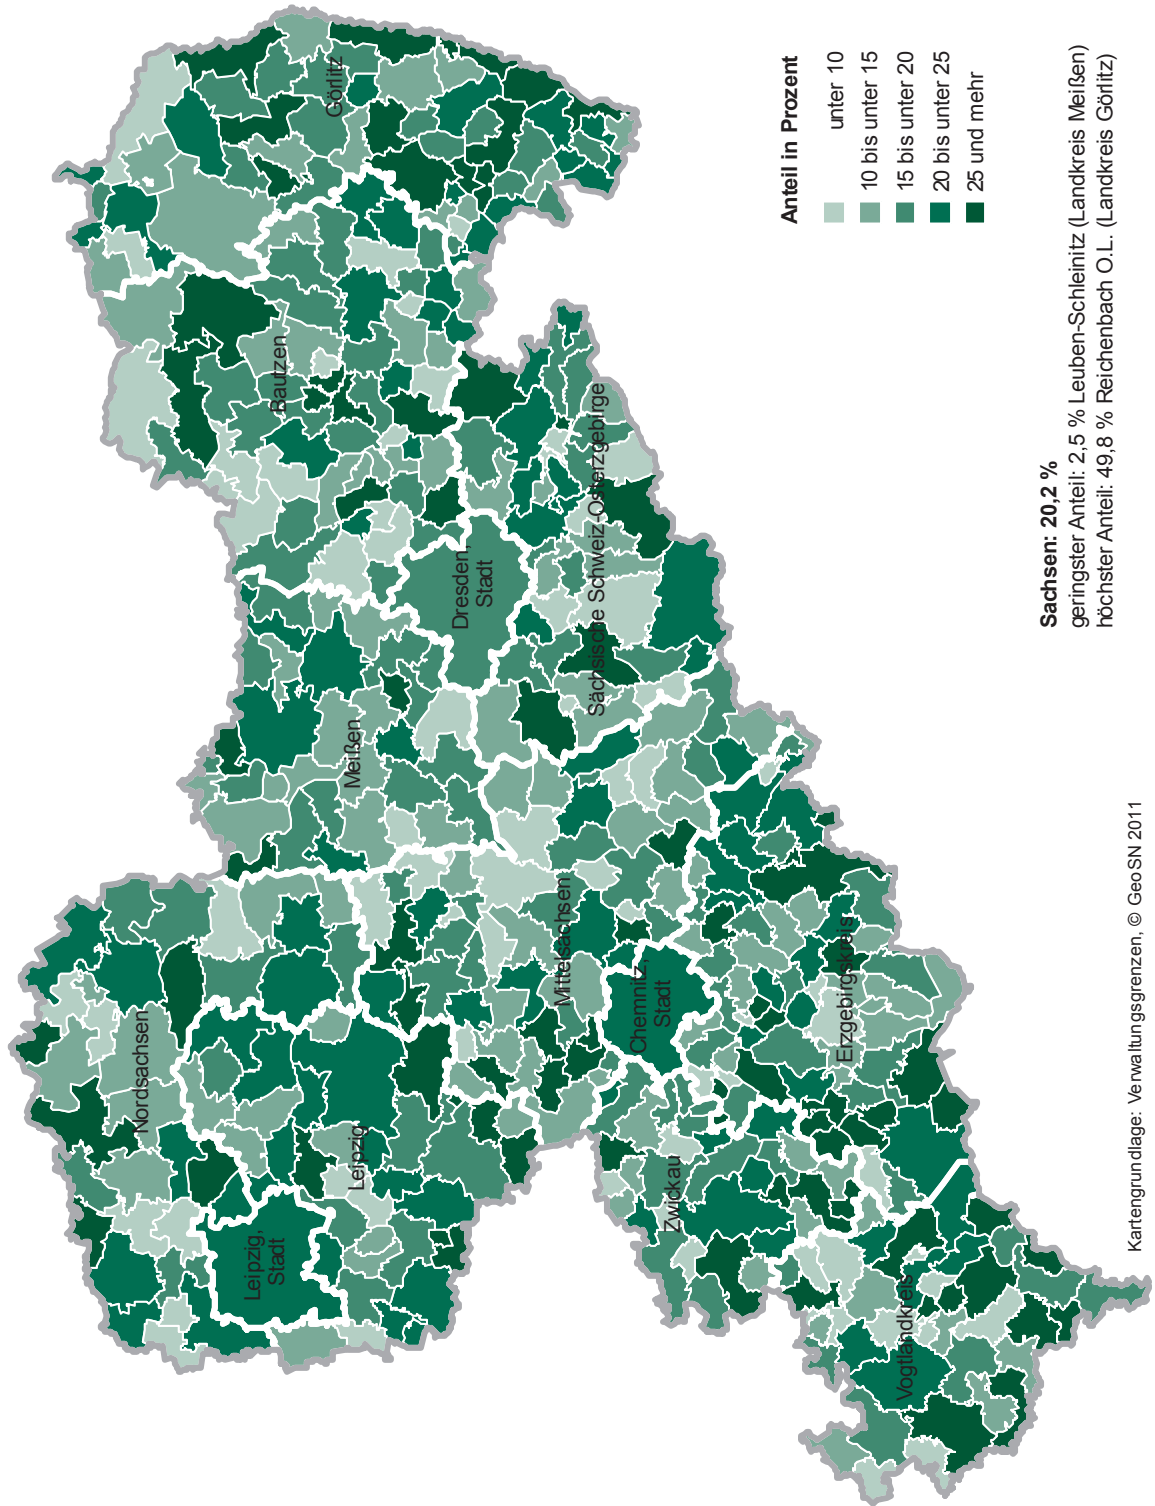 Nordsachsen
Leipzig,
Stadt
Leipzig
Meißen
Bautzen
Görlitz
Dresden,
Stadt
Sächsische Schweiz-Osterzgebirge
Mittelsachsen
Chemnitz,
Stadt
Zwickau
Erzgebirgskreis
Vogtlandkreis
Anteil in Prozent
unter 10
10 bis unter 15
15 bis unter 20
20 bis unter 25
25 und mehr
Sachsen: 20,2 %
geringster Anteil: 2,5 % Leuben-Schleinitz (Landkreis Meißen)
höchster Anteil: 49,8 % Reichenbach O.L. (Landkreis Görlitz)
Kartengrundlage: Verwaltungsgrenzen, © GeoSN 2011